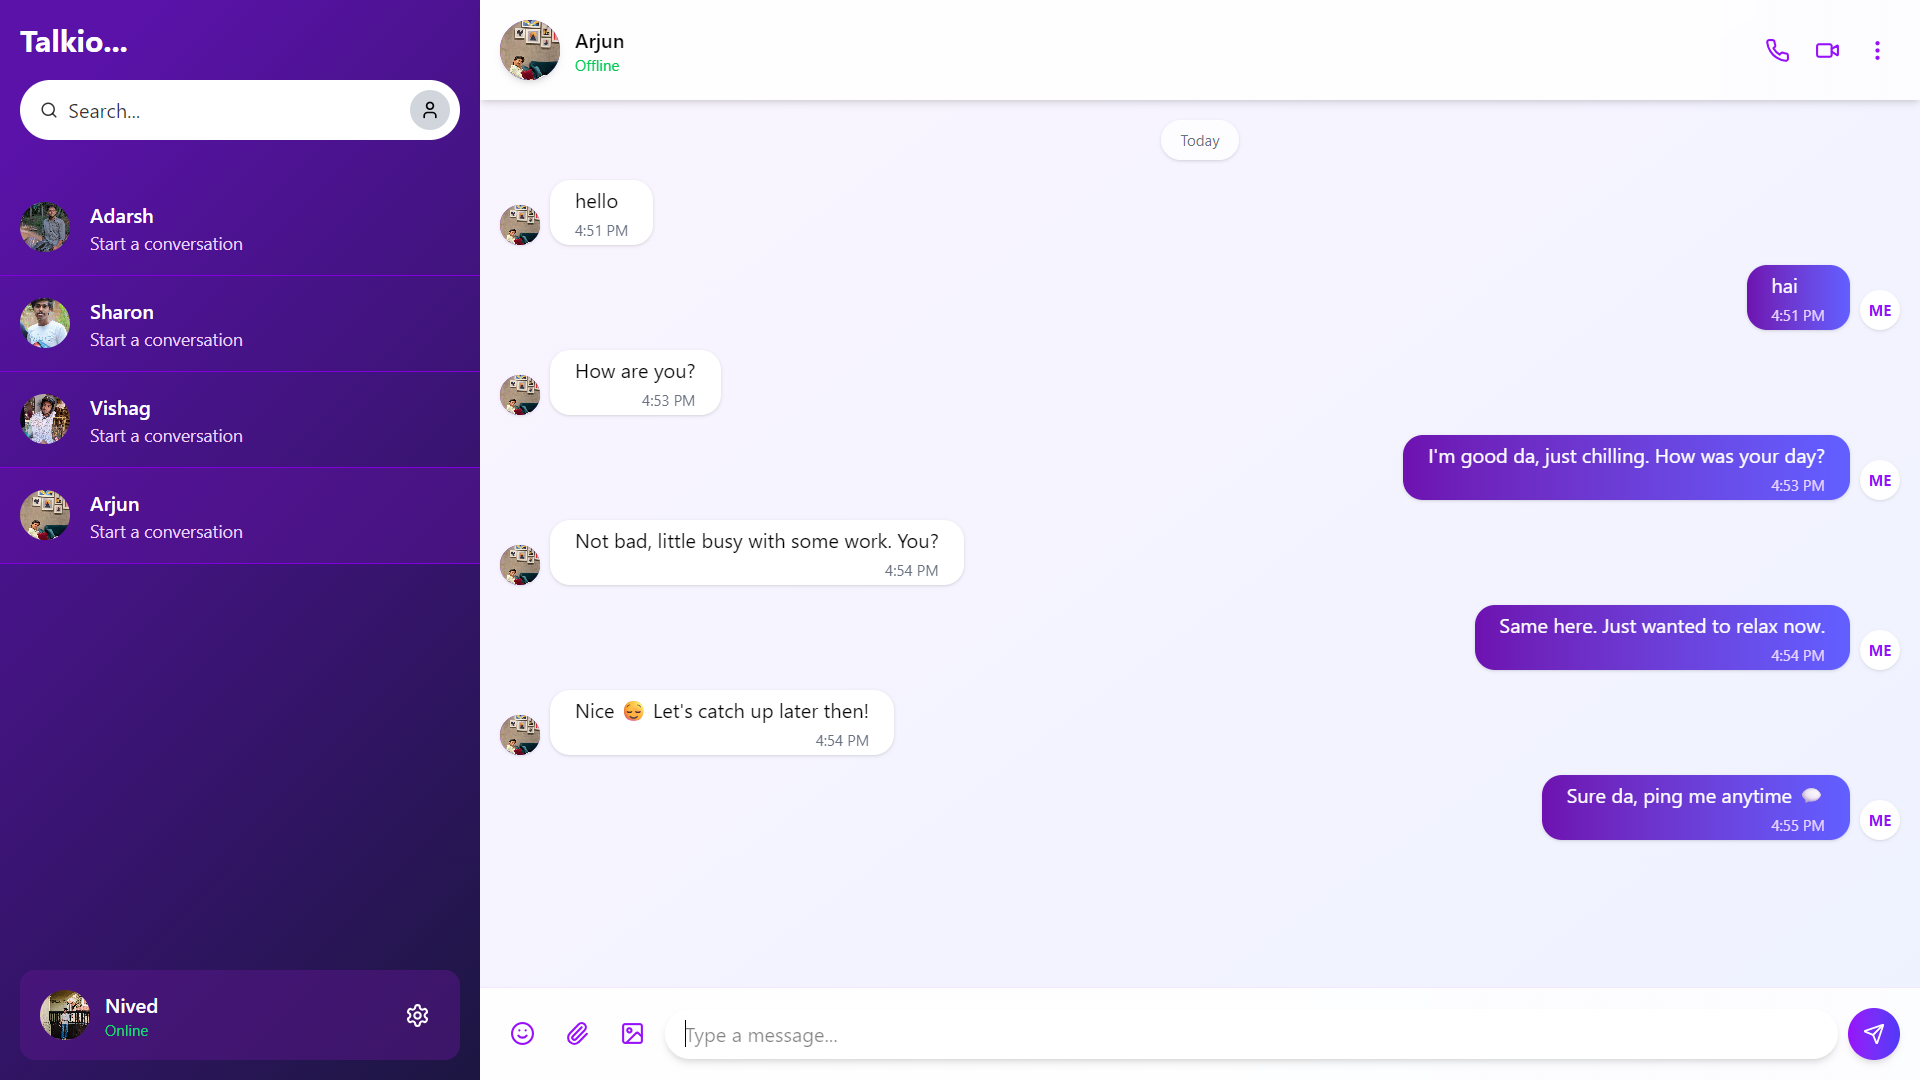 Talkio...
Search...
Adarsh
Start a conversation
Sharon
Start a conversation
Vishag
Start a conversation
Arjun
Start a conversation
Nived
Online
Arjun
Offline
Today
hello
4:51 PM
hai
4:51 PM
ME
How are you?
4:53 PM
I'm good da, just chilling. How was your day?
4:53 PM
ME
Not bad, little busy with some work. You?
4:54 PM
Same here. Just wanted to relax now.
4:54 PM
ME
Nice 😌 Let's catch up later then!
4:54 PM
Sure da, ping me anytime 💬
4:55 PM
ME
Type a message...